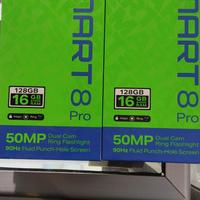 MART 8
Pro
128GB
16GB
RAM
50MP Dual Cam
Ring Flashlight
90Hz Fluid Punch-Hole Screen
MART 8
Pro
128GB
16GB
RAM
50MP Dual Cam
Ring Flashlight
90Hz Fluid Punch-Hole Screen